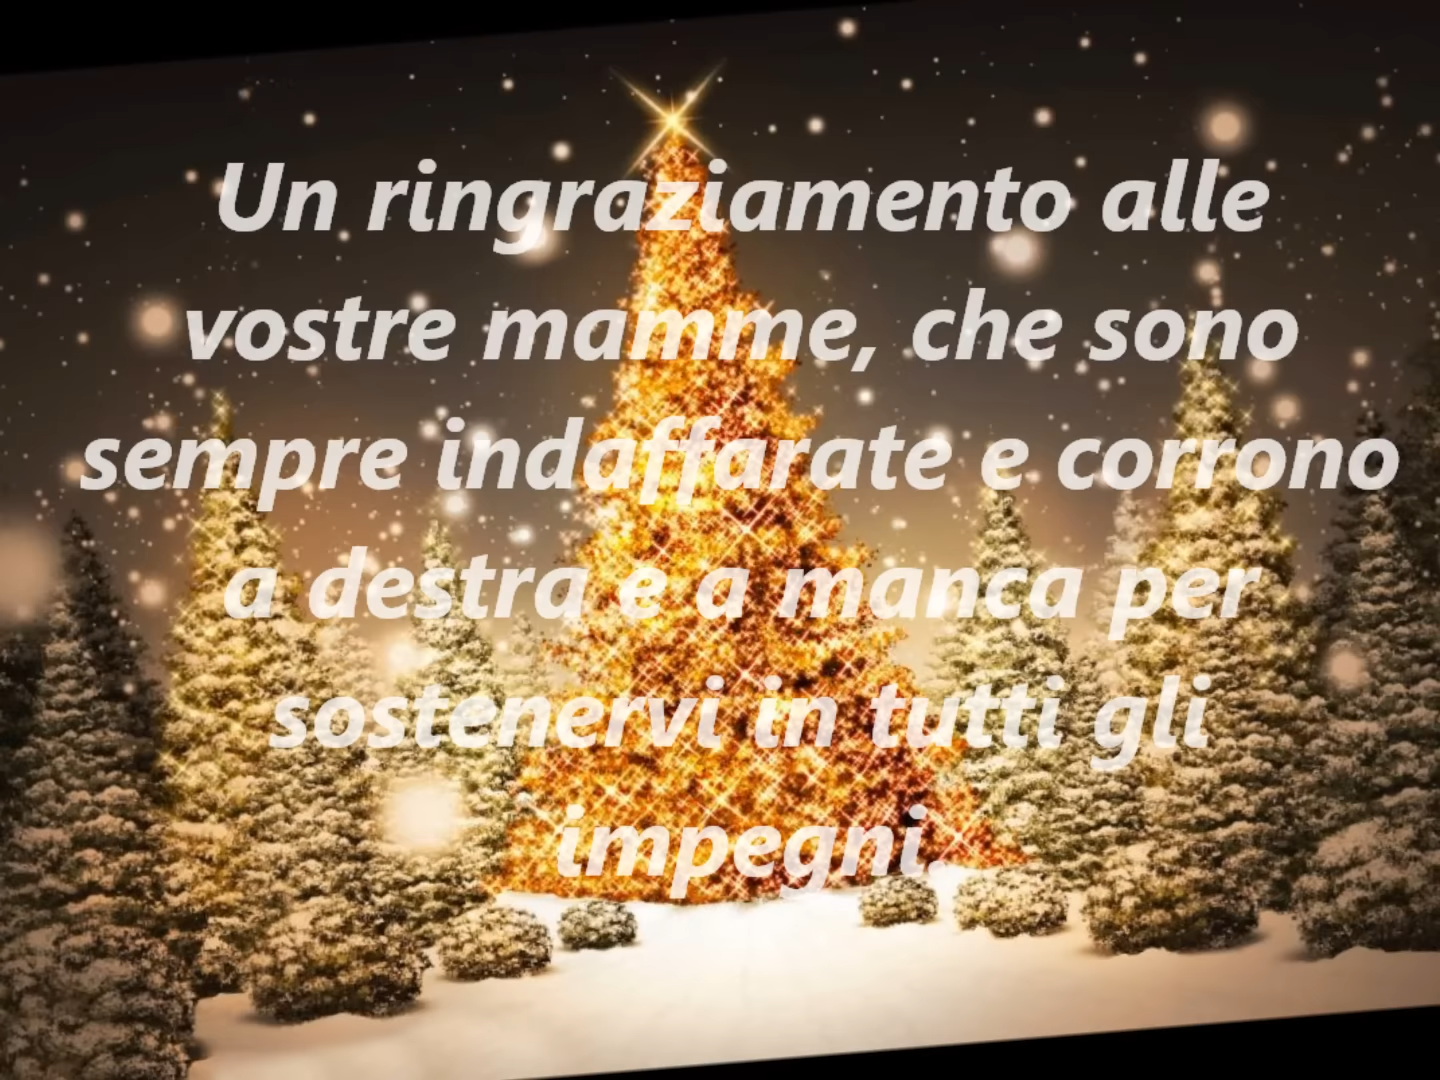 Un ringraziamento alle
vostre mamme, che sono
sempre indaffarate e corrono
a destra e a manca per
sostenervi in tutti gli
impegni.